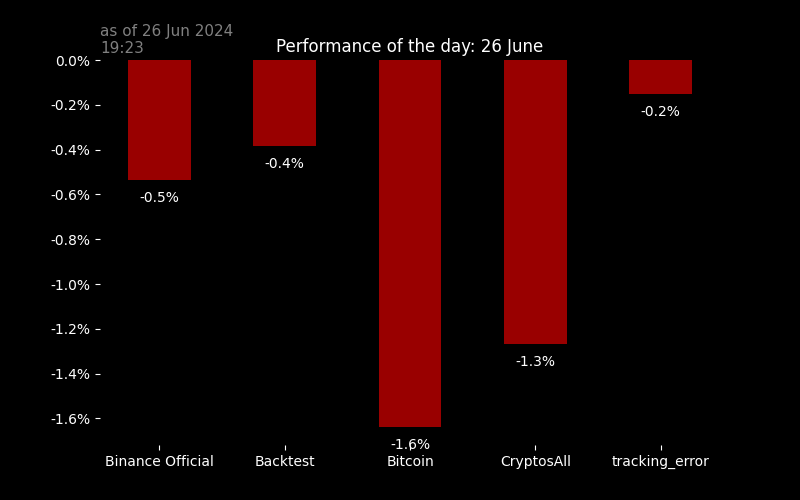 as of 26 Jun 2024
19:23
Performance of the day: 26 June
0.0%
-0.2%
-0.4%
-0.6%
-0.8%
-1.0%
-1.2%
-1.4%
-1.6%
-0.5%
-0.4%
-1.6%
-1.3%
-0.2%
Binance Official
Backtest
Bitcoin
CryptosAll
tracking_error